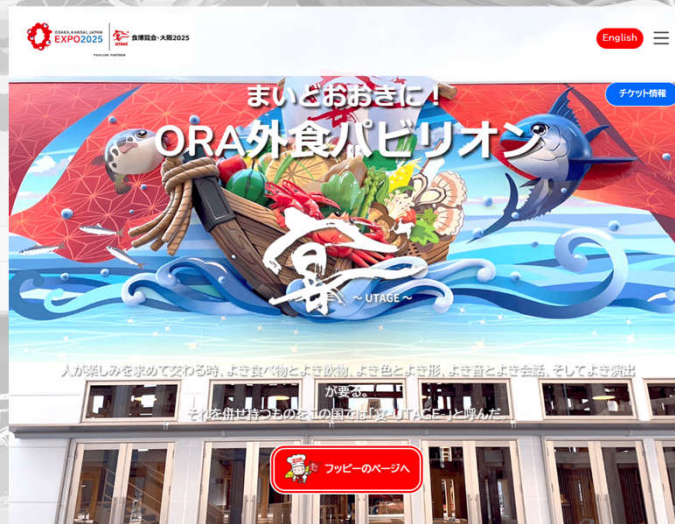 OSAKA, KANSAI, JAPAN
EXPO2025
宴
UTAGE
食博覧会・大阪2025
PAVILION PARTNER
English
チケット情報
まいどおおきに！
ORA外食パビリオン
宴
～ UTAGE ～
人が楽しみを求めて交わる時、よき食べ物とよき飲物、よき色とよき形、よき音とよき会話、そしてよき演出
が要る。
それを併せ持つものをこの国では「宴-UTAGE-」と呼んだ。
フッピーのページへ